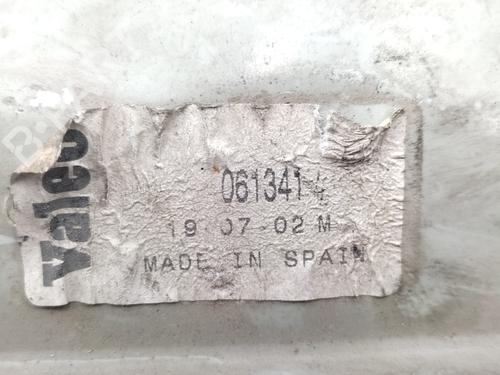 Valeo
061341
19-07-02 M
MADE IN SPAIN